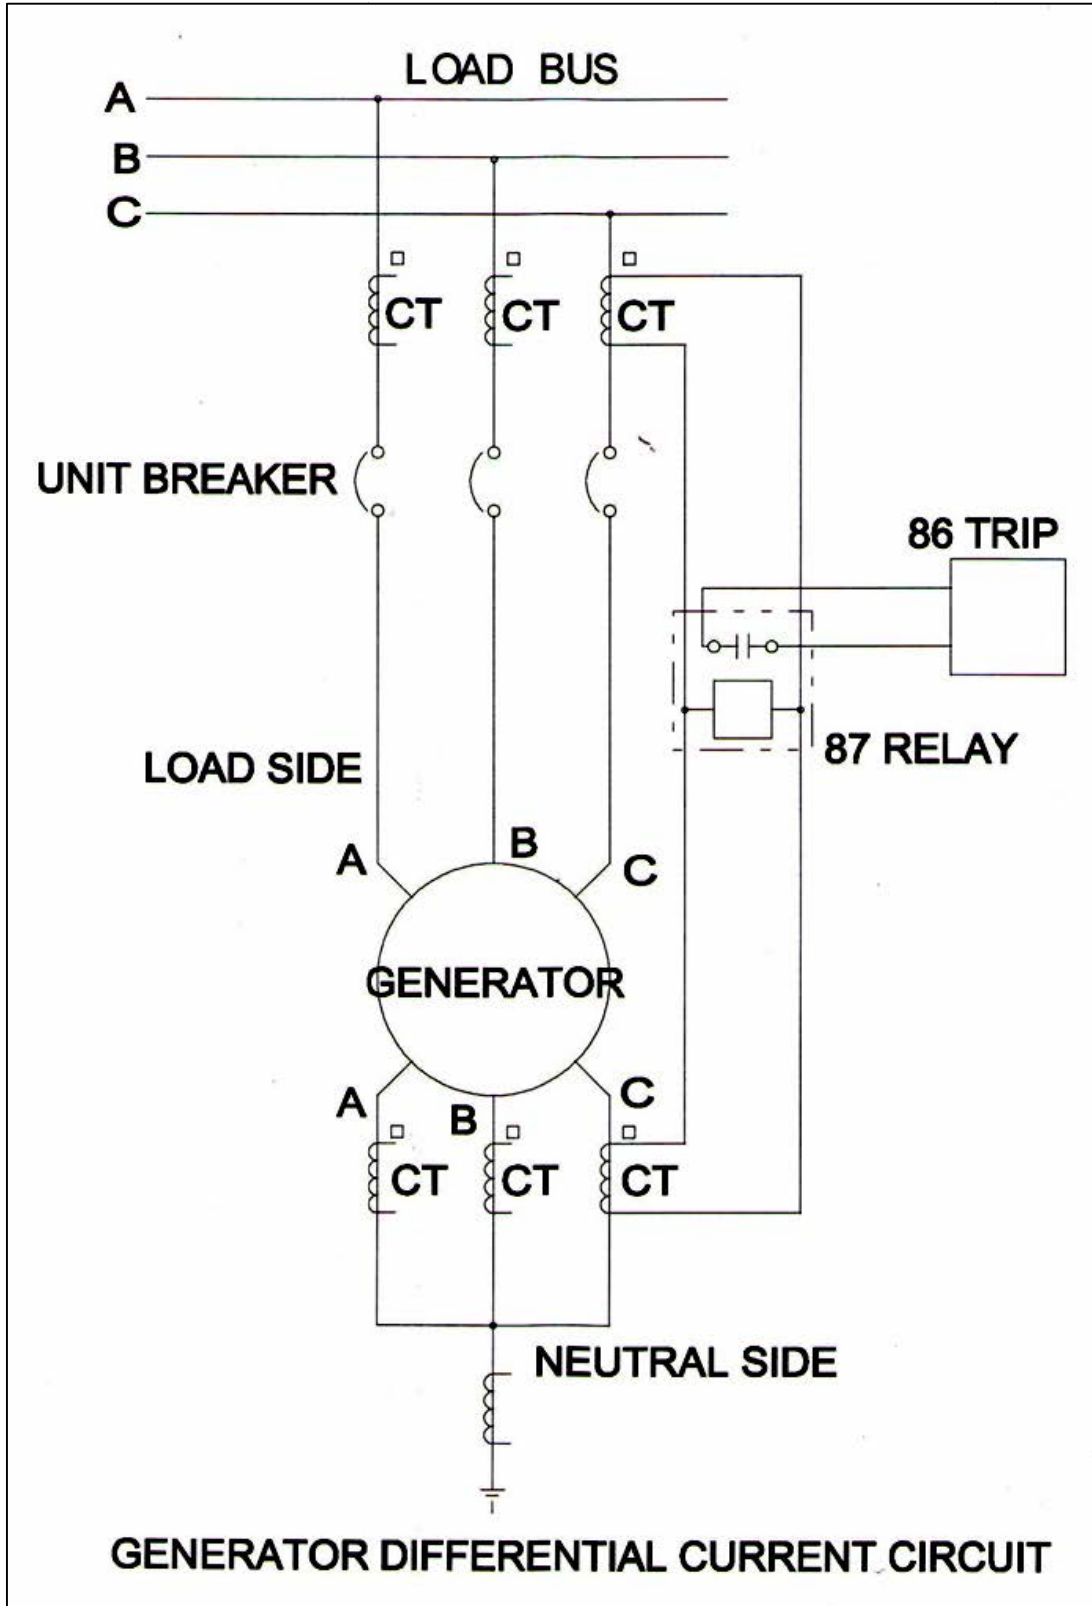 LOAD BUS
A
B
C
CT CT CT
UNIT BREAKER
86 TRIP
87 RELAY
LOAD SIDE
A B C
GENERATOR
A B C
CT CT CT
NEUTRAL SIDE
GENERATOR DIFFERENTIAL CURRENT CIRCUIT